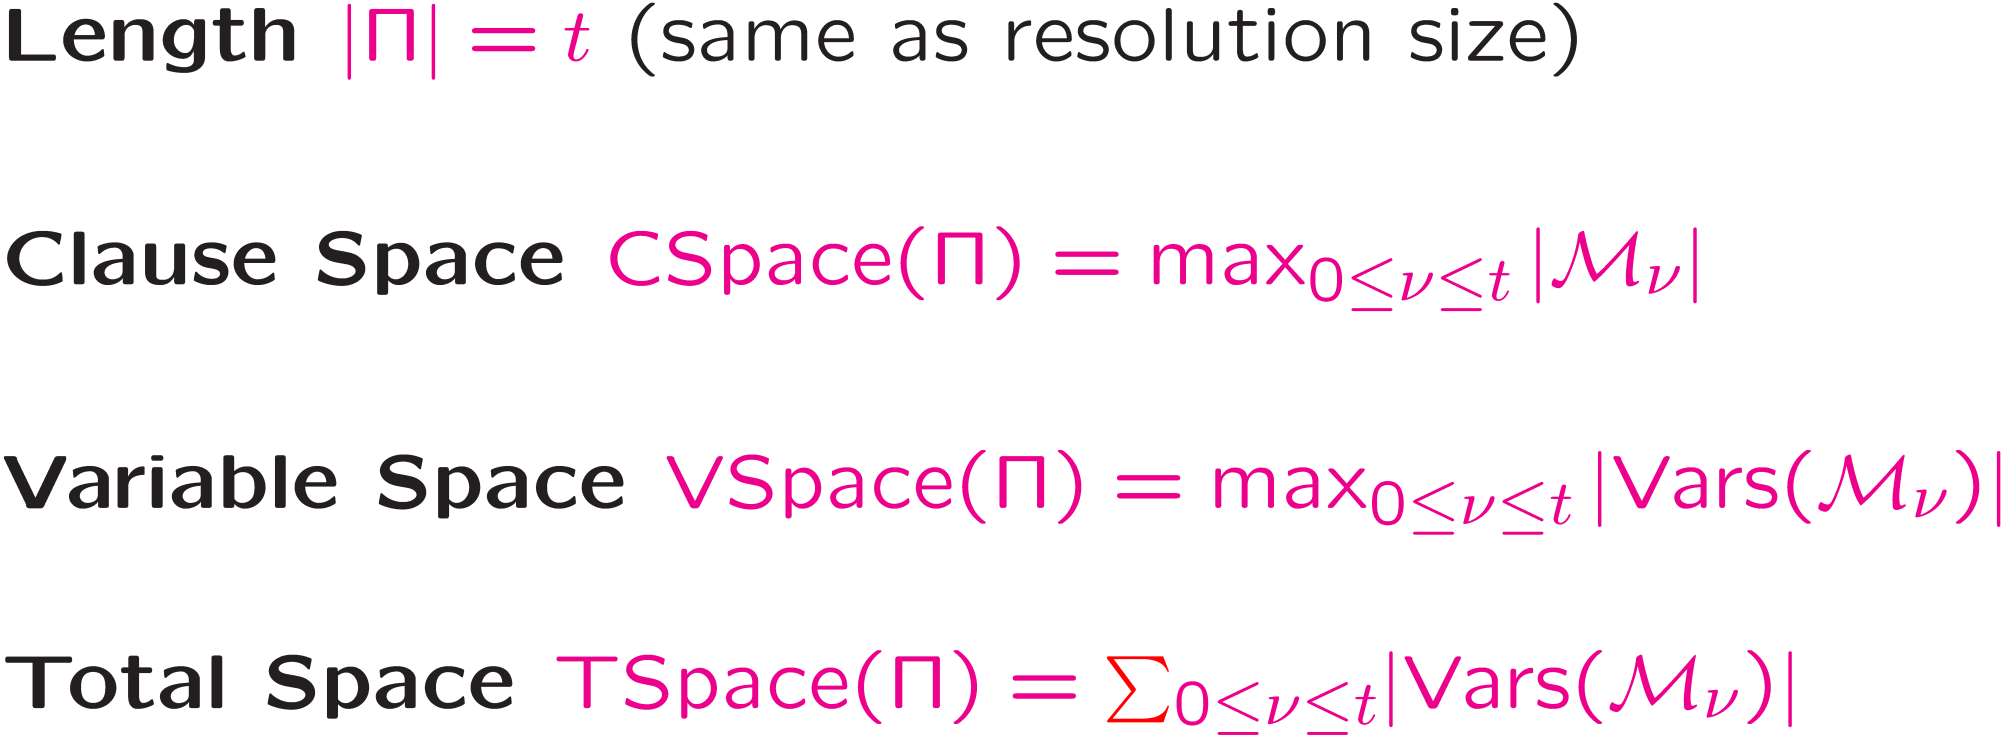 Length |Π| = t (same as resolution size)
Clause Space CSpace(Π) = max₀≤ν≤t |ℳν|
Variable Space VSpace(Π) = max₀≤ν≤t |Vars(ℳν)|
Total Space TSpace(Π) = ∑₀≤ν≤t|Vars(ℳν)|